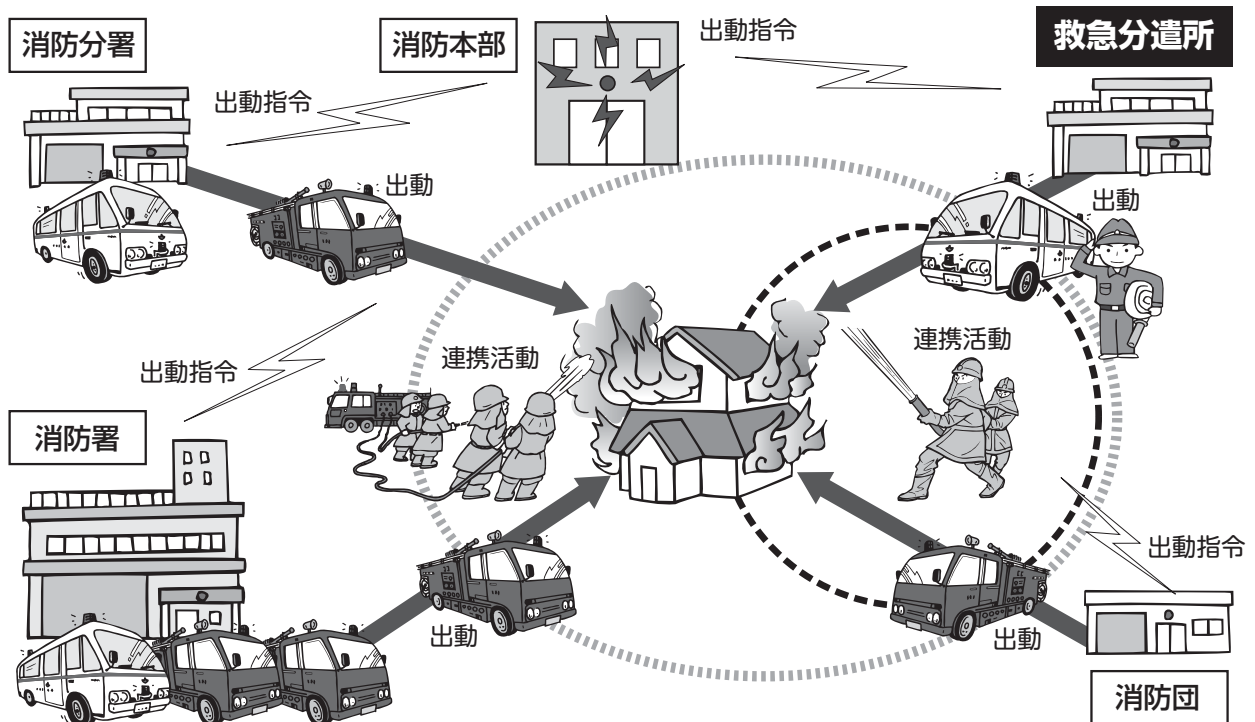 消防分署
消防本部
出動指令
救急分遣所
出動指令
出動
出動
連携活動
連携活動
出動指令
消防署
出動指令
出動
出動
消防団